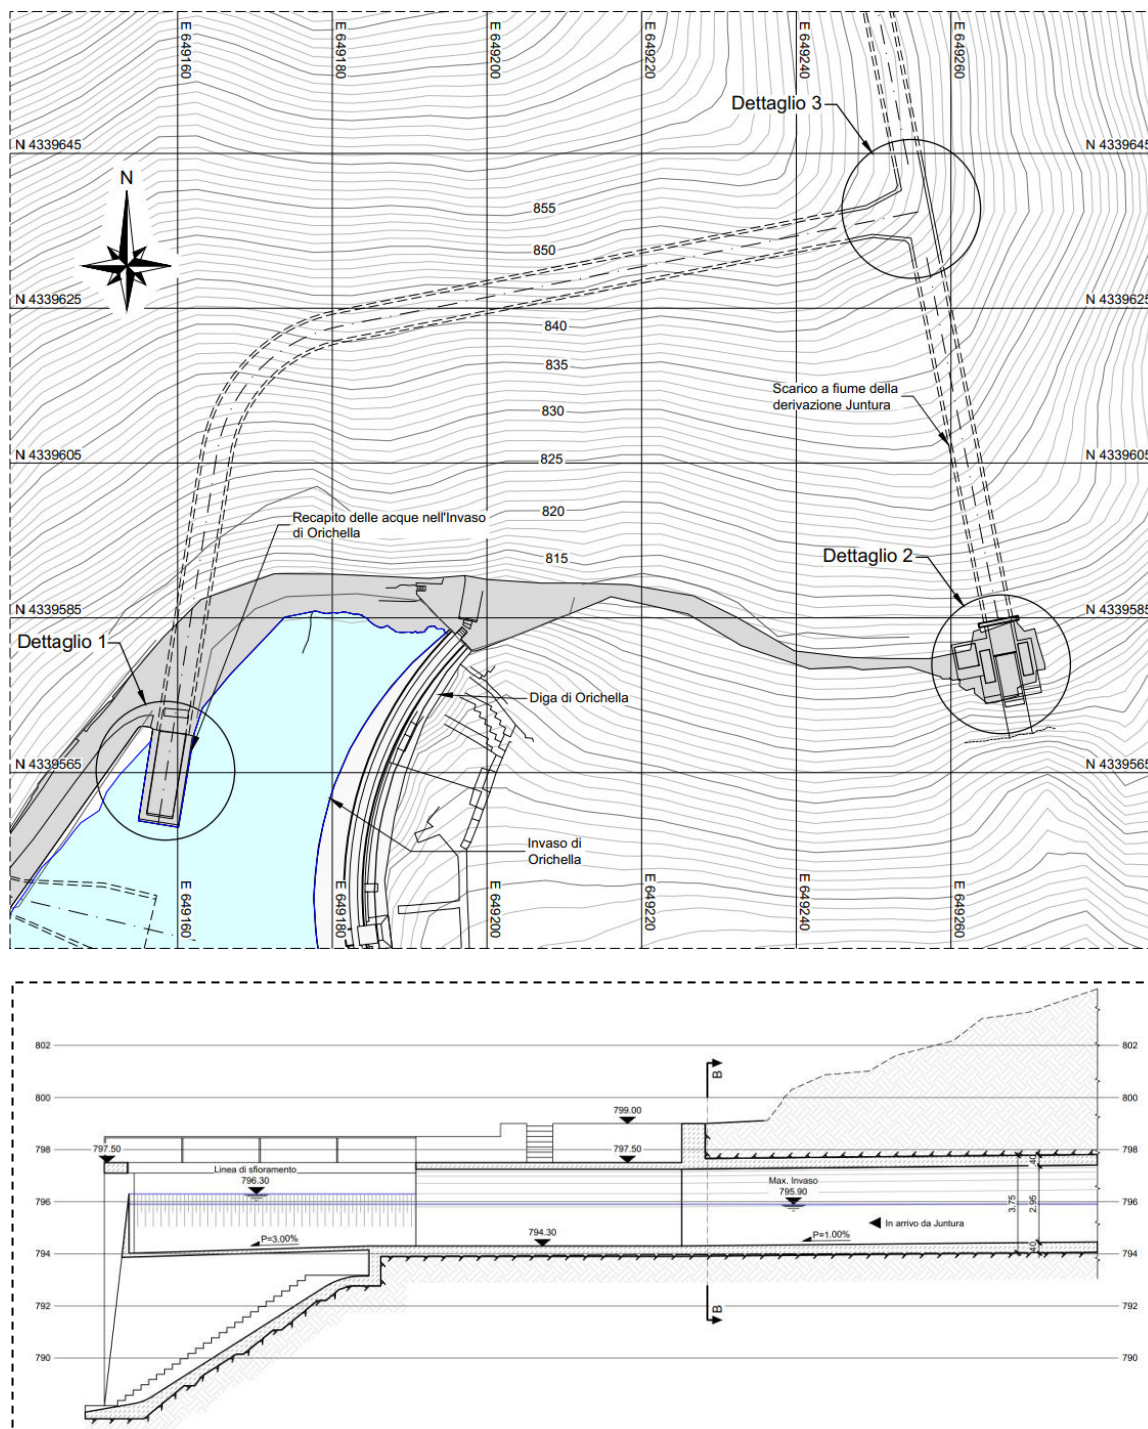 E 649160
E 649180
E 649200
E 649220
E 649240
E 649260
Dettaglio 3
N 4339645
N 4339645
N
855
850
N 4339625
N 4339625
840
835
Scarico a fiume della
derivazione Juntura
830
N 4339605
825
N 4339605
820
Recapito delle acque nell'Invaso
di Orichella
815
Dettaglio 2
N 4339585
N 4339585
Dettaglio 1
Diga di Orichella
N 4339565
N 4339565
Invaso di
Orichella
E 649160
E 649180
E 649200
E 649220
E 649240
E 649260
802
802
B
800
800
799.00
798
798
797.50
797.50
40
Linea di sfioramento
796.30
Max. Invaso
795.90
796
796
3.75
2.95
In arrivo da Juntura
P=3.00%
794.30
P=1.00%
40
794
794
792
792
B
790
790